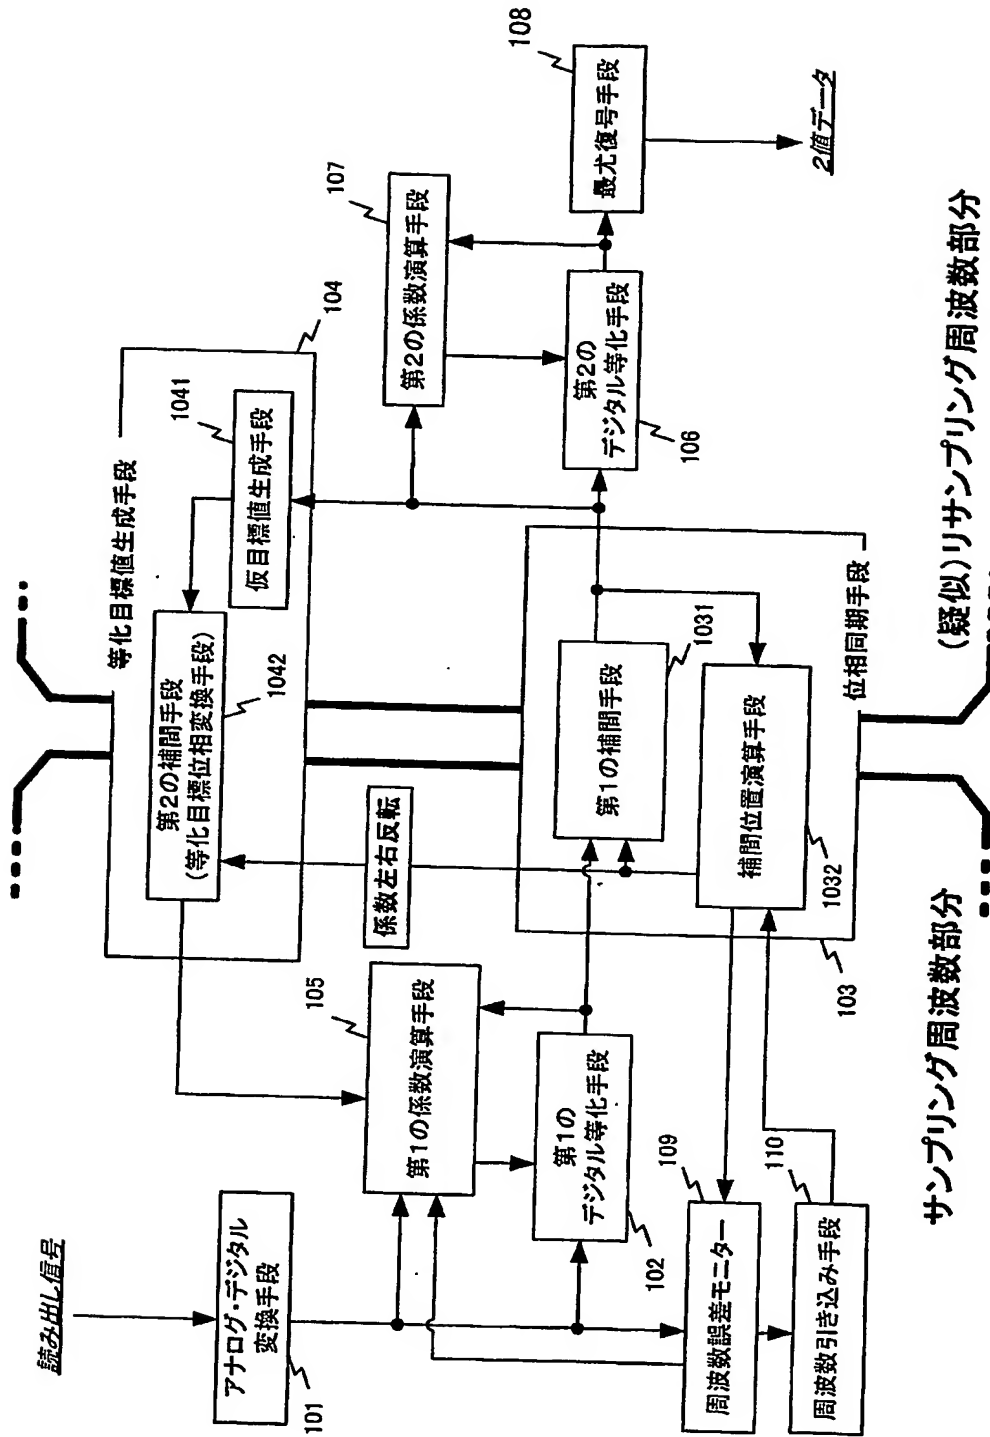 読み出し信号
アナログ・デジタル
変換手段
101
第1の係数演算手段
105
第1の
デジタル等化手段
102
周波数誤差モニター
109
周波数引き込み手段
110
等化目標値生成手段
104
第2の補間手段
(等化目標位相変換手段)
1042
仮目標値生成手段
1041
係数左右反転
第1の補間手段
1031
補間位置演算手段
1032
位相同期手段
103
第2の係数演算手段
107
第2の
デジタル等化手段
106
最尤復号手段
108
2値データ
サンプリング周波数部分
(疑似)リサンプリング周波数部分